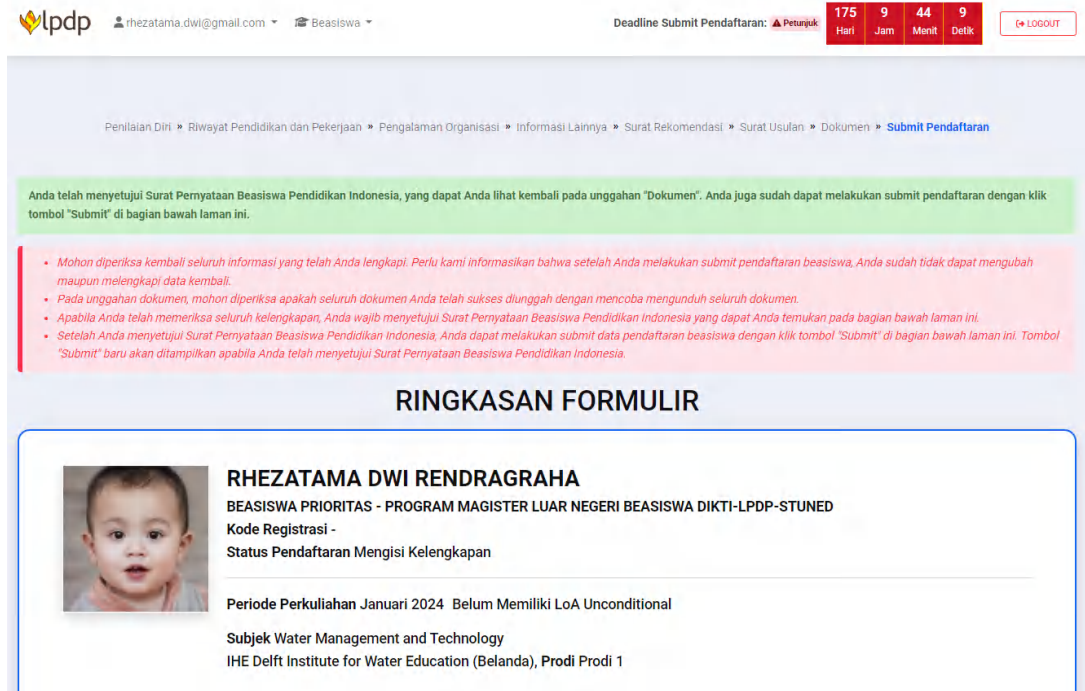 lpdp
rhezatama.dwi@gmail.com
Beasiswa
Deadline Submit Pendaftaran:
Petunjuk
175 9 44 9
Hari Jam Menit Detik
LOGOUT
Penilaian Diri » Riwayat Pendidikan dan Pekerjaan » Pengalaman Organisasi » Informasi Lainnya » Surat Rekomendasi » Surat Usulan » Dokumen » Submit Pendaftaran
Anda telah menyetujui Surat Pernyataan Beasiswa Pendidikan Indonesia, yang dapat Anda lihat kembali pada unggahan "Dokumen". Anda juga sudah dapat melakukan submit pendaftaran dengan klik
tombol "Submit" di bagian bawah laman ini.
• Mohon diperiksa kembali seluruh informasi yang telah Anda lengkapi. Perlu kami informasikan bahwa setelah Anda melakukan submit pendaftaran beasiswa, Anda sudah tidak dapat mengubah
maupun melengkapi data kembali.
• Pada unggahan dokumen, mohon diperiksa apakah seluruh dokumen Anda telah sukses diunggah dengan mencoba mengunduh seluruh dokumen.
• Apabila Anda telah memeriksa seluruh kelengkapan, Anda wajib menyetujui Surat Pernyataan Beasiswa Pendidikan Indonesia yang dapat Anda temukan pada bagian bawah laman ini.
• Setelah Anda menyetujui Surat Pernyataan Beasiswa Pendidikan Indonesia, Anda dapat melakukan submit data pendaftaran beasiswa dengan klik tombol "Submit" di bagian bawah laman ini. Tombol
"Submit" baru akan ditampilkan apabila Anda telah menyetujui Surat Pernyataan Beasiswa Pendidikan Indonesia.
RINGKASAN FORMULIR
RHEZATAMA DWI RENDRAGRAHA
BEASISWA PRIORITAS - PROGRAM MAGISTER LUAR NEGERI BEASISWA DIKTI-LPDP-STUNED
Kode Registrasi -
Status Pendaftaran Mengisi Kelengkapan
Periode Perkuliahan Januari 2024 Belum Memiliki LoA Unconditional
Subjek Water Management and Technology
IHE Delft Institute for Water Education (Belanda), Prodi Prodi 1